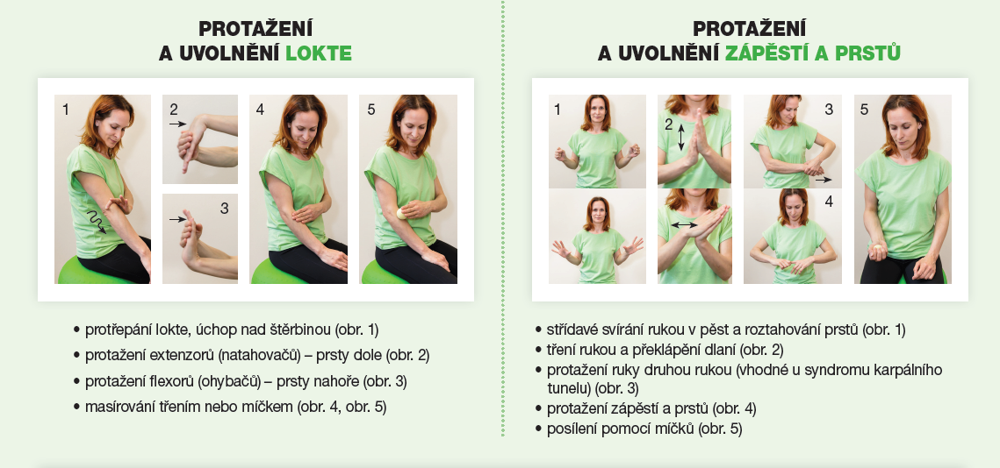 PROTAŽENÍ
A UVOLNĚNÍ LOKTE
1
2
3
4
5
• protřepání lokte, úchop nad štěrbinou (obr. 1)
• protažení extenzorů (natahovačů) – prsty dole (obr. 2)
• protažení flexorů (ohybačů) – prsty nahoře (obr. 3)
• masírování třením nebo míčkem (obr. 4, obr. 5)
PROTAŽENÍ
A UVOLNĚNÍ ZÁPĚSTÍ A PRSTŮ
1
2
3
4
5
• střídavé svírání rukou v pěst a roztahování prstů (obr. 1)
• tření rukou a překlápění dlaní (obr. 2)
• protažení ruky druhou rukou (vhodné u syndromu karpálního
tunelu) (obr. 3)
• protažení zápěstí a prstů (obr. 4)
• posílení pomocí míčků (obr. 5)